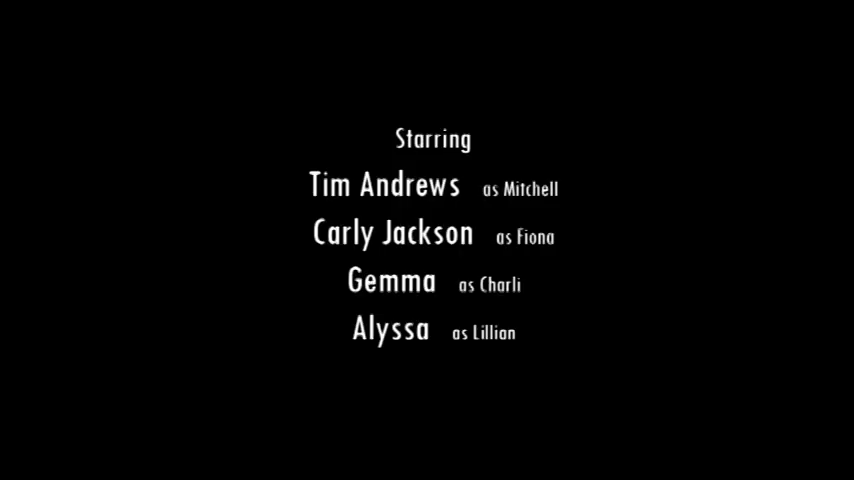 Starring
Tim Andrews as Mitchell
Carly Jackson as Fiona
Gemma as Charli
Alyssa as Lillian